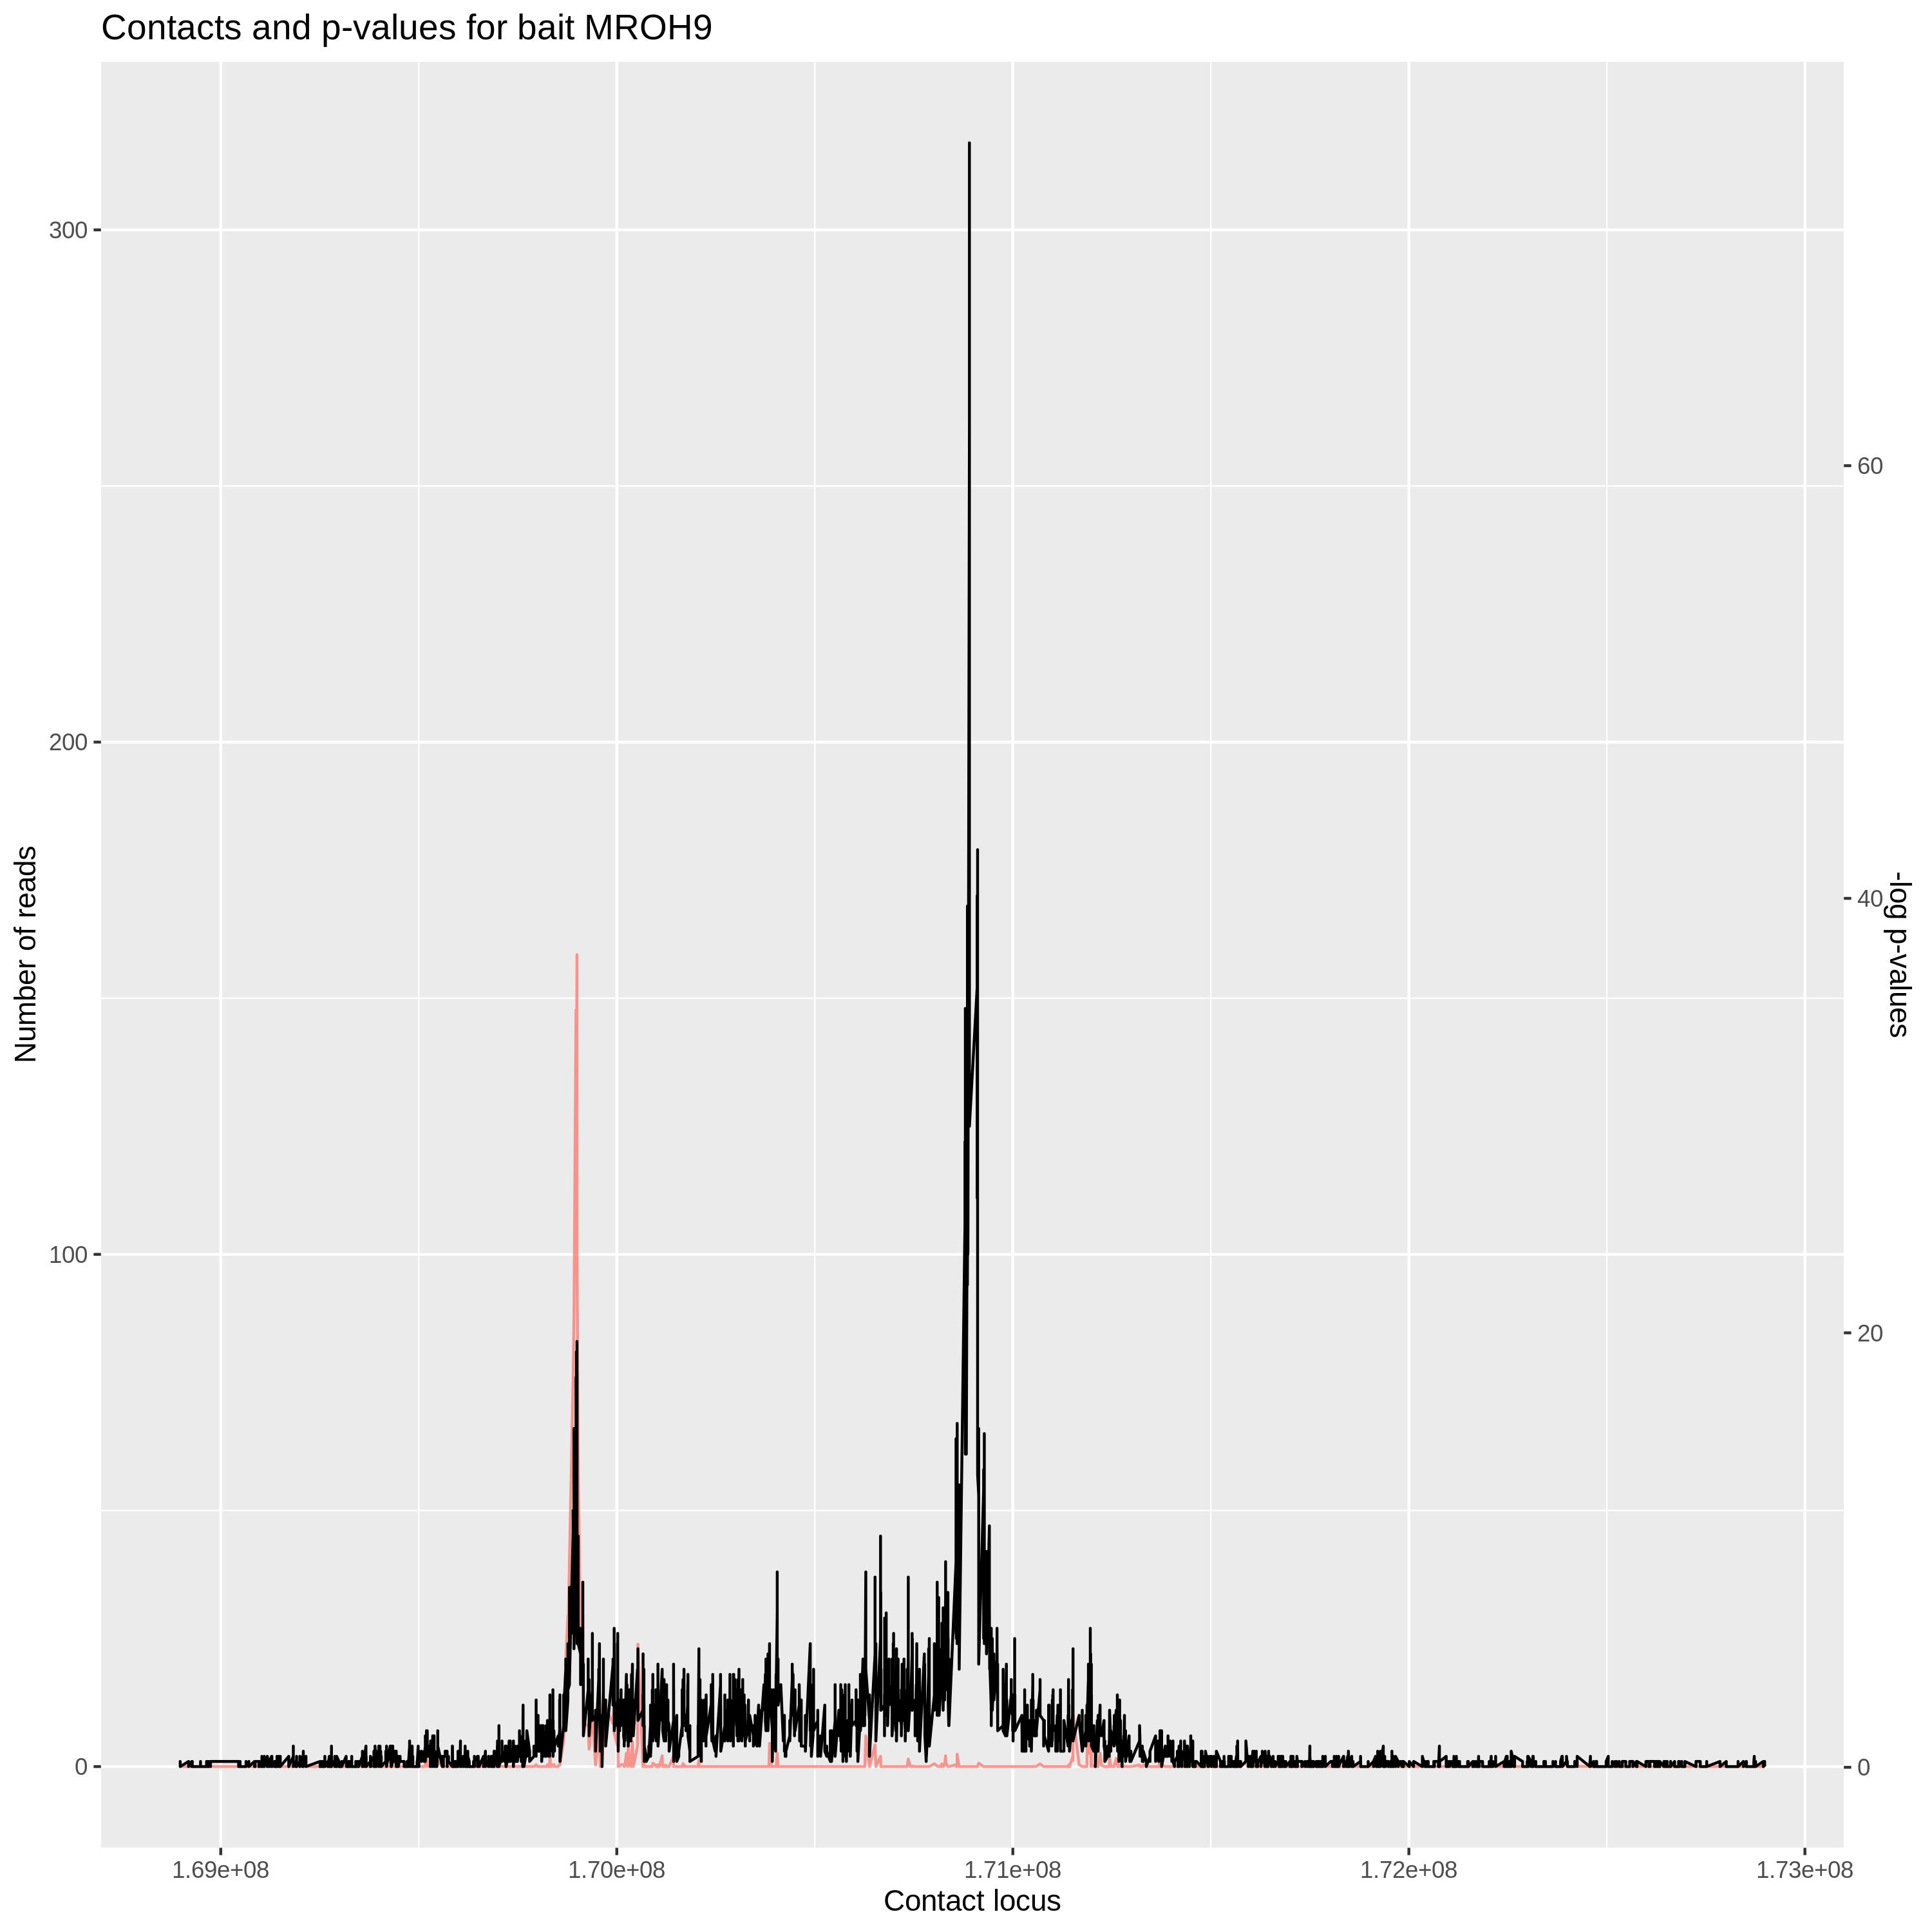 Contacts and p-values for bait MROH9
300
200
100
0
Number of reads
60
40
20
0
-log p-values
1.69e+08
1.70e+08
1.71e+08
1.72e+08
1.73e+08
Contact locus